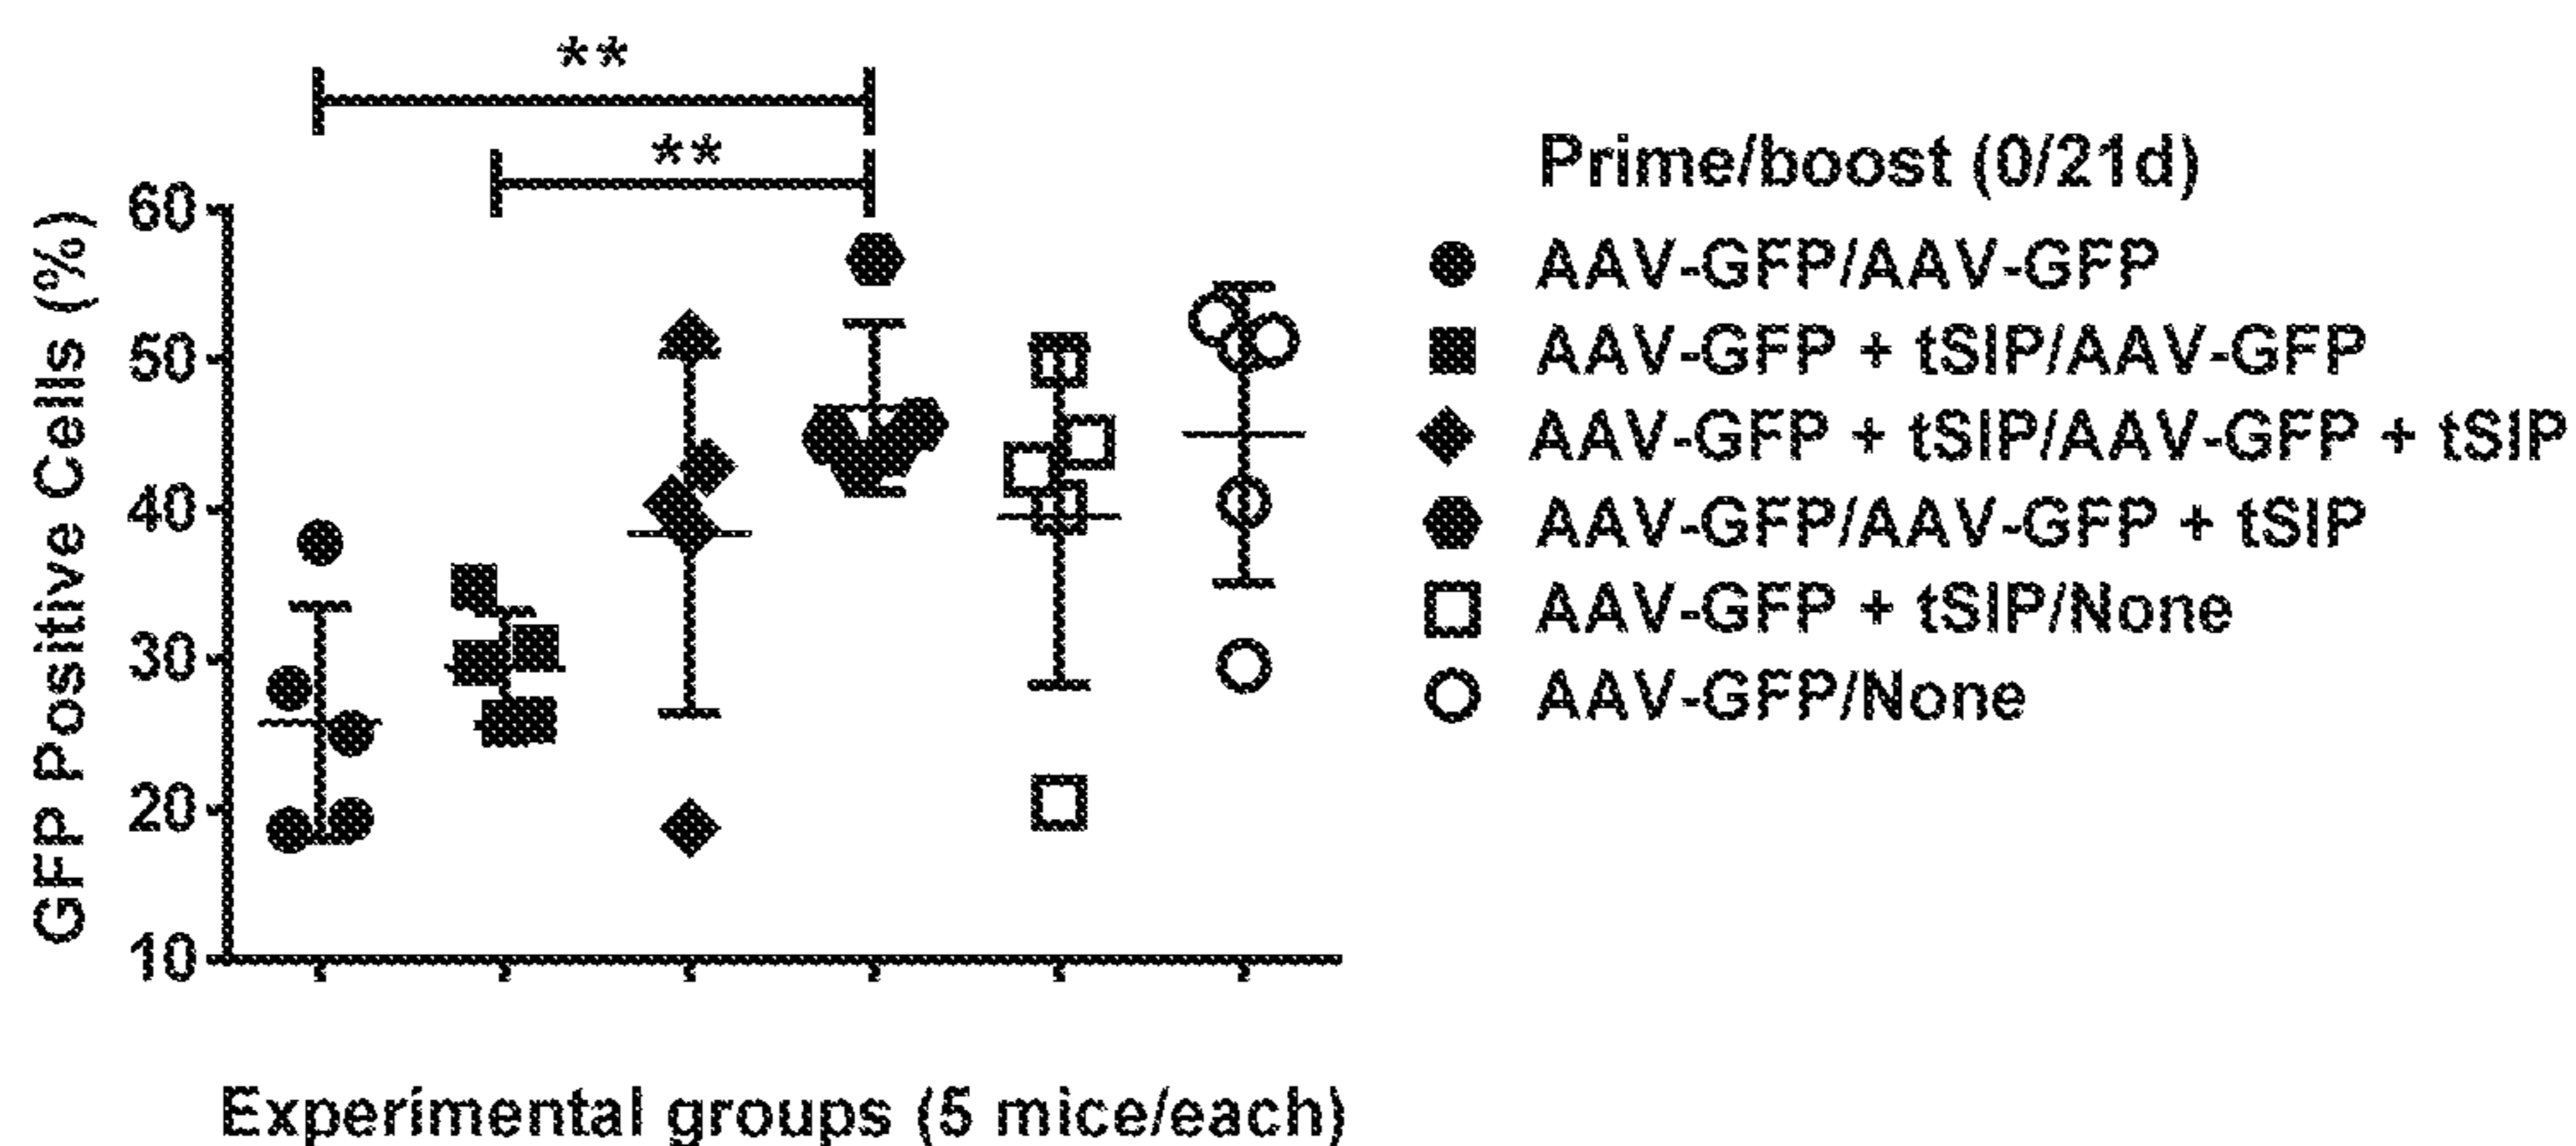 **
**
GFP Positive Cells (%)
60
50
40
30
20
10
Experimental groups (5 mice/each)
Prime/boost (0/21d)
AAV-GFP/AAV-GFP
AAV-GFP + tSIP/AAV-GFP
AAV-GFP + tSIP/AAV-GFP + tSIP
AAV-GFP/AAV-GFP + tSIP
AAV-GFP + tSIP/None
AAV-GFP/None